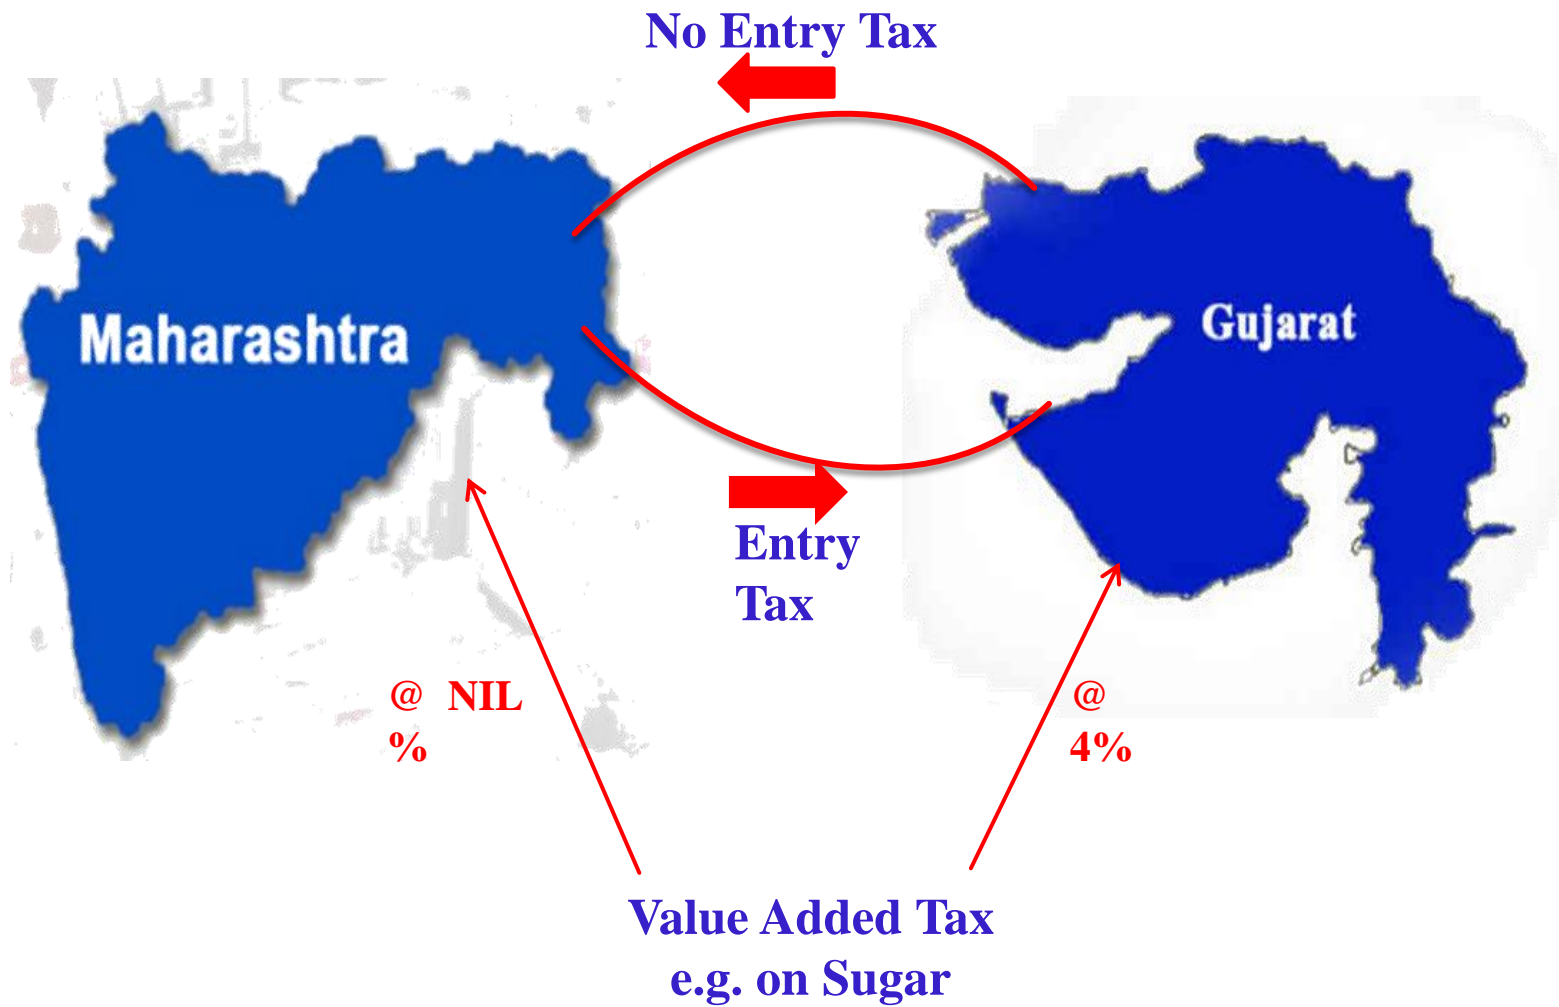 No Entry Tax
Maharashtra
Gujarat
Entry
Tax
@ NIL
%
@
4%
Value Added Tax
e.g. on Sugar